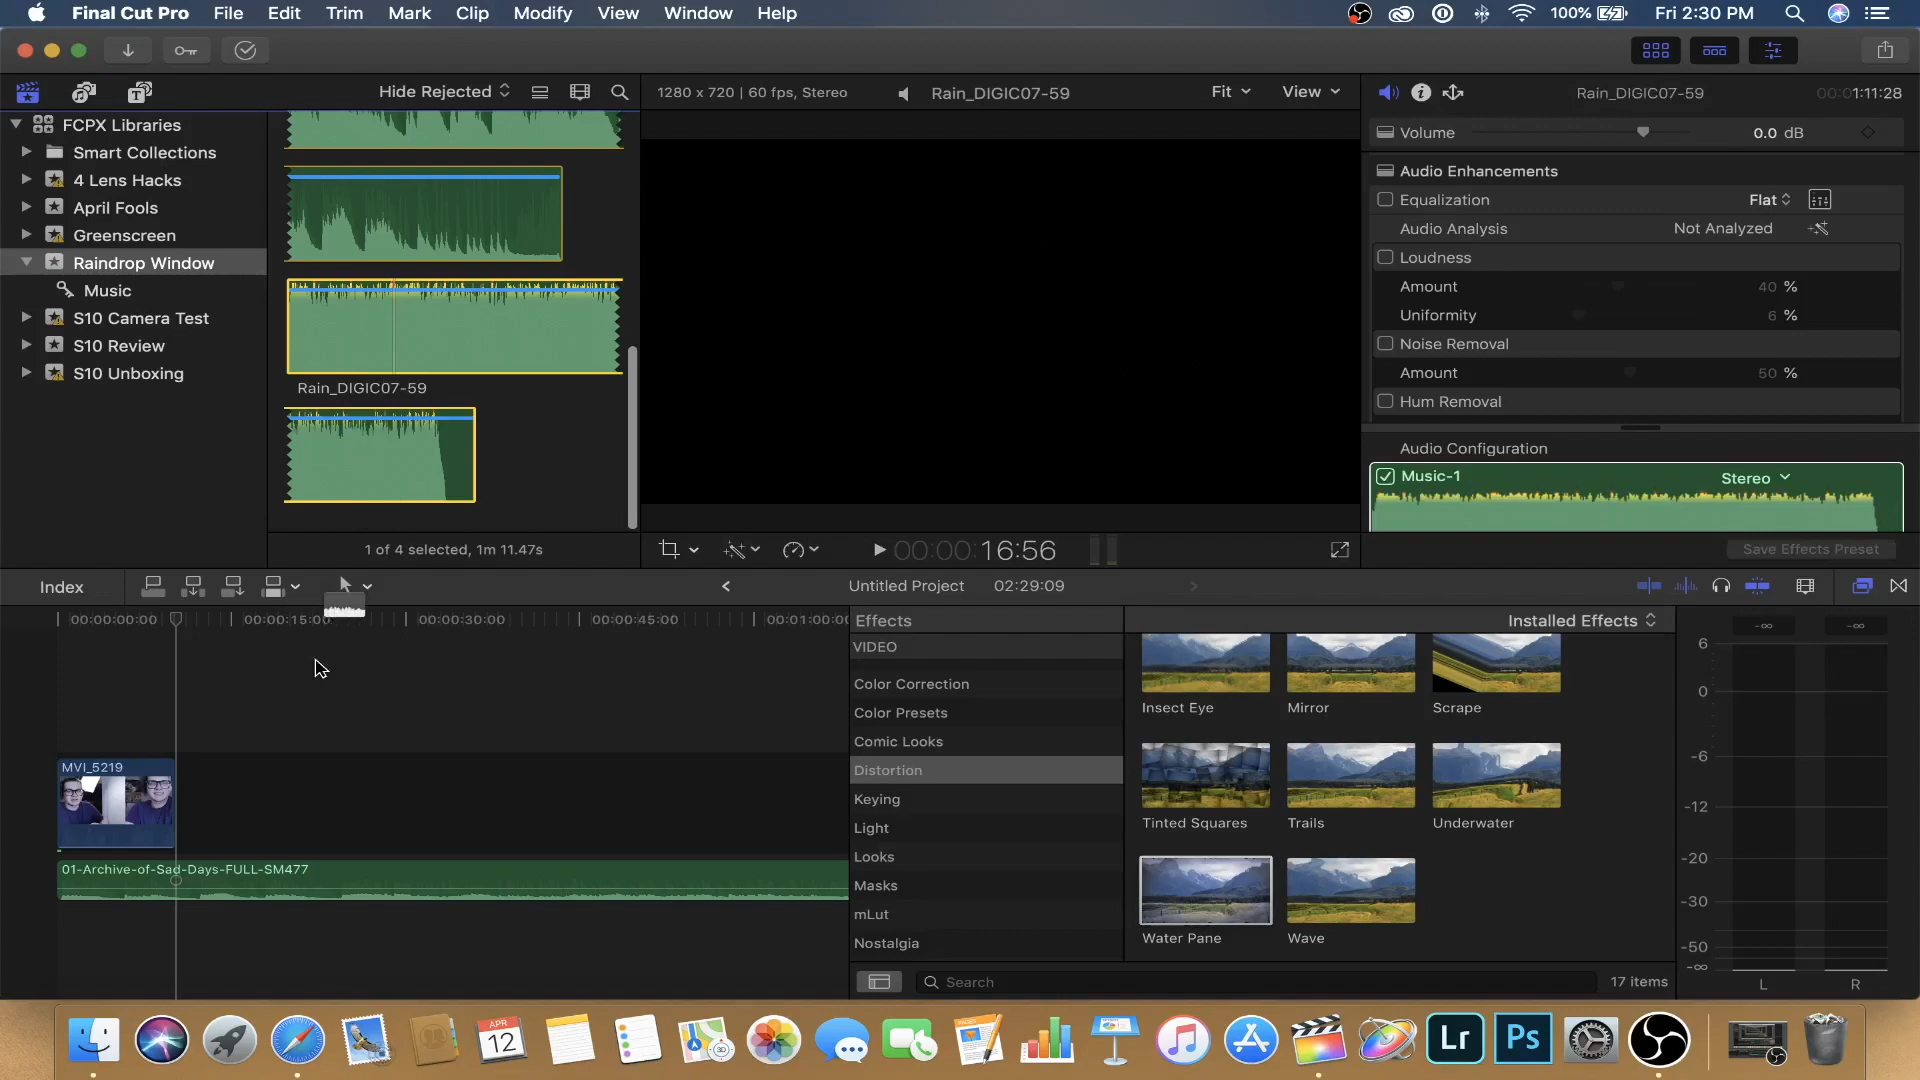 Final Cut Pro File Edit Trim Mark Clip Modify View Window Help 100% Fri 2:30 PM
Hide Rejected 1280 x 720 | 60 fps, Stereo Rain_DIGIC07-59 Fit View Rain_DIGIC07-59 00:01:11:28
FCPX Libraries
Smart Collections
4 Lens Hacks
April Fools
Greenscreen
Raindrop Window
Music
S10 Camera Test
S10 Review
S10 Unboxing
Rain_DIGIC07-59
1 of 4 selected, 1m 11.47s
00:00:16:56
Volume 0.0 dB
Audio Enhancements
Equalization Flat
Audio Analysis Not Analyzed
Loudness
Amount 40 %
Uniformity 6 %
Noise Removal
Amount 50 %
Hum Removal
Audio Configuration
Music-1 Stereo
Save Effects Preset
Index Untitled Project 02:29:09
00:00:00:00 00:00:15:00 00:00:30:00 00:00:45:00 00:01:00:0
MVI_5219
01-Archive-of-Sad-Days-FULL-SM477
Effects Installed Effects
VIDEO
Color Correction
Color Presets
Comic Looks
Distortion
Keying
Light
Looks
Masks
mLut
Nostalgia
Insect Eye Mirror Scrape
Tinted Squares Trails Underwater
Water Pane Wave
Search 17 items
-∞ -∞
6
0
-6
-12
-20
-30
-50
-∞
L R
APR
12
3D
Lr Ps